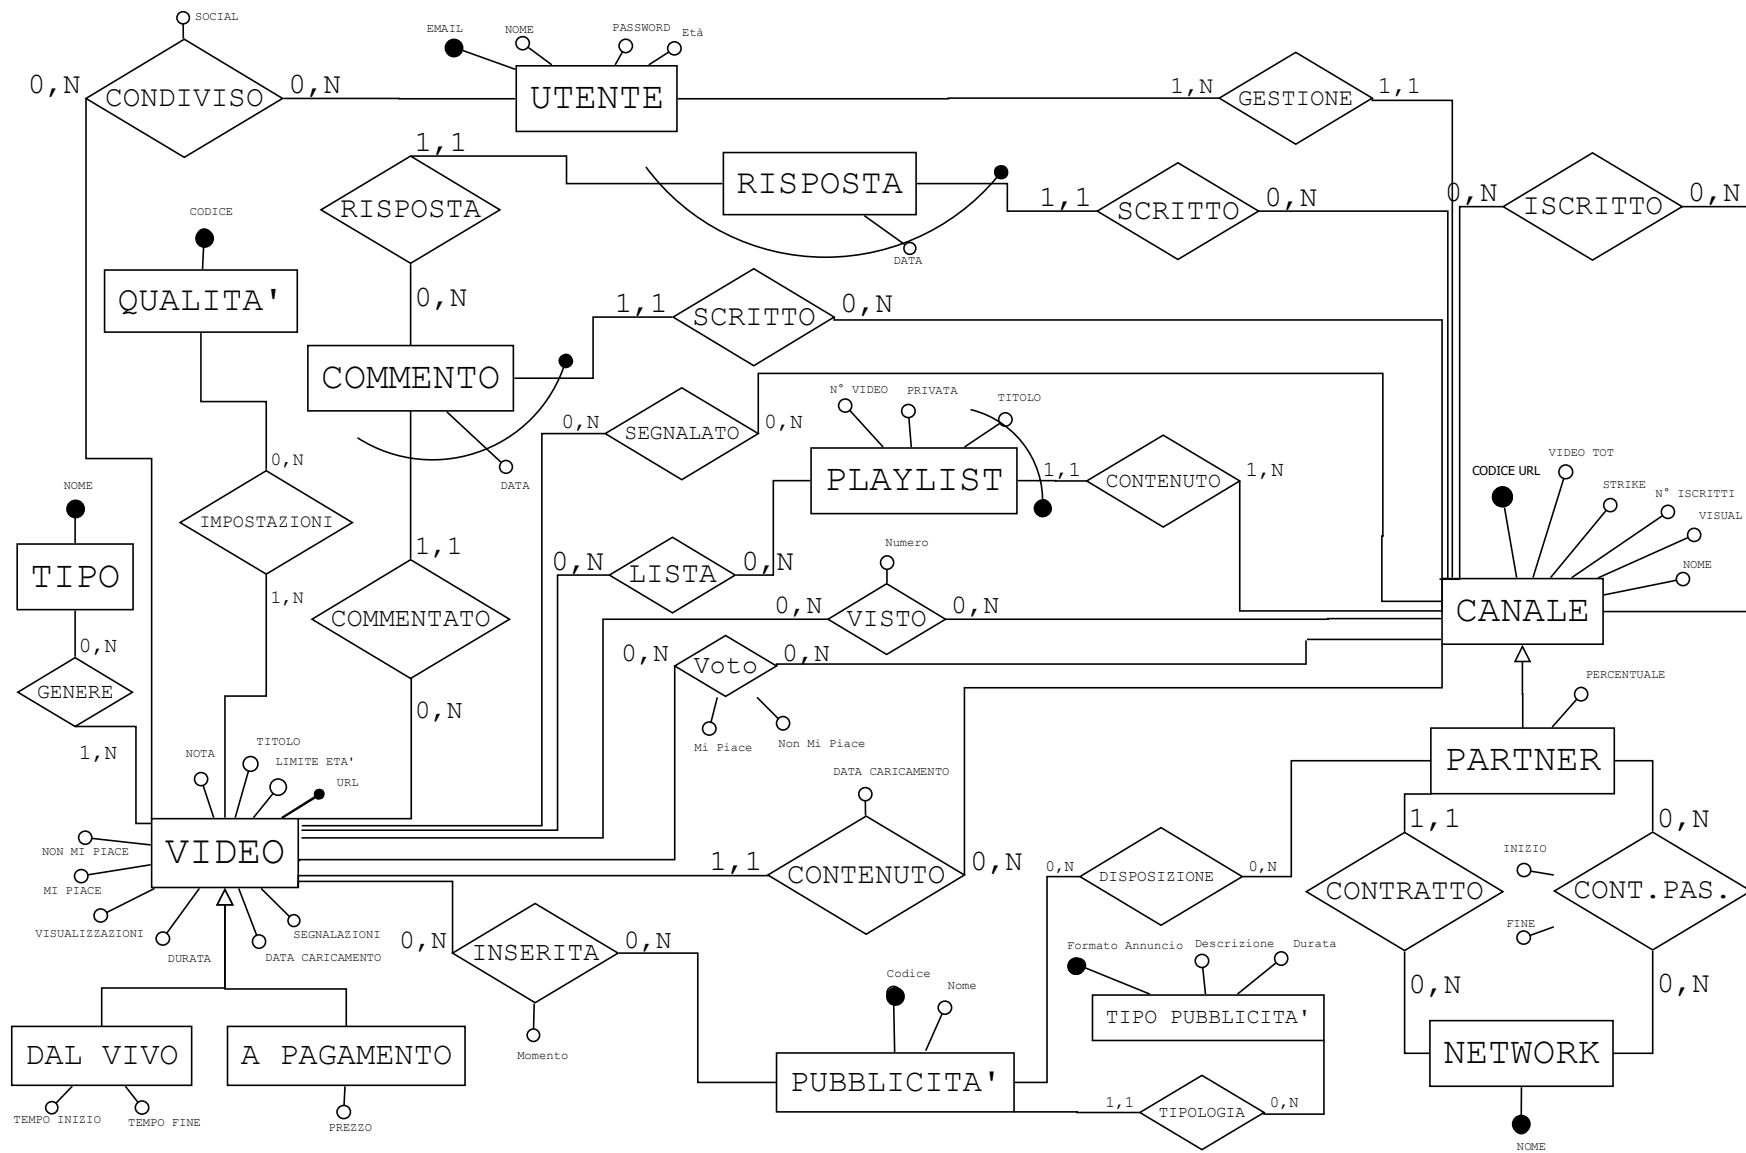 SOCIAL
EMAIL
NOME
PASSWORD
Età
0,N
CONDIVISO
0,N
UTENTE
1,N
GESTIONE
1,1
1,1
RISPOSTA
RISPOSTA
1,1
SCRITTO
0,N
0,N
ISCRITTO
0,N
DATA
CODICE
QUALITA'
0,N
1,1
SCRITTO
0,N
COMMENTO
DATA
0,N
SEGNALATO
0,N
N° VIDEO
PRIVATA
TITOLO
PLAYLIST
1,1
CONTENUTO
1,N
CODICE URL
VIDEO TOT
STRIKE
N° ISCRITTI
VISUAL
NOME
CANALE
0,N
IMPOSTAZIONI
1,N
NOME
TIPO
0,N
GENERE
1,N
1,1
COMMENTATO
0,N
0,N
LISTA
0,N
Numero
0,N
VISTO
0,N
0,N
Voto
0,N
Mi Piace
Non Mi Piace
PERCENTUALE
PARTNER
NOTA
TITOLO
LIMITE ETA'
URL
NON MI PIACE
VIDEO
MI PIACE
VISUALIZZAZIONI
DURATA
DATA CARICAMENTO
SEGNALAZIONI
DATA CARICAMENTO
1,1
CONTENUTO
0,N
0,N
DISPOSIZIONE
0,N
1,1
CONTRATTO
0,N
0,N
INIZIO
CONT.PAS.
FINE
0,N
0,N
INSERITA
0,N
Momento
Formato Annuncio
Descrizione
Durata
TIPO PUBBLICITA'
Codice
Nome
PUBBLICITA'
1,1
TIPOLOGIA
0,N
NETWORK
NOME
DAL VIVO
A PAGAMENTO
TEMPO INIZIO
TEMPO FINE
PREZZO